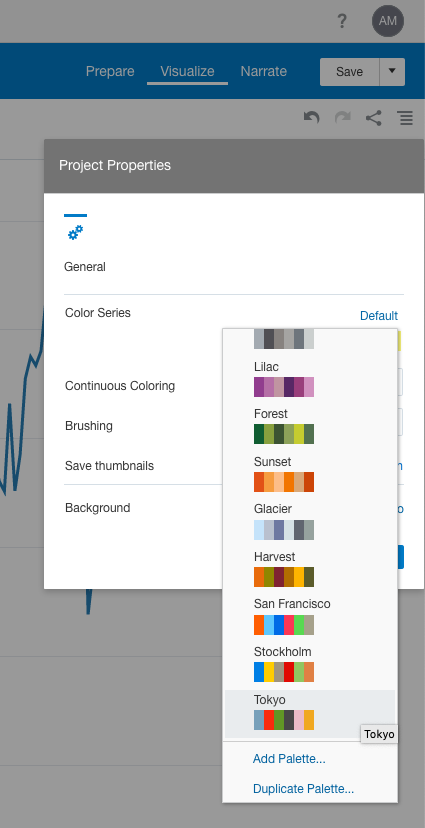 ? AM
Prepare Visualize Narrate Save
Project Properties
General
Color Series Default
Lilac
Continuous Coloring
Forest
Brushing
Sunset
Save thumbnails
Background
Glacier
Harvest
San Francisco
Stockholm
Tokyo
Tokyo
Add Palette...
Duplicate Palette...